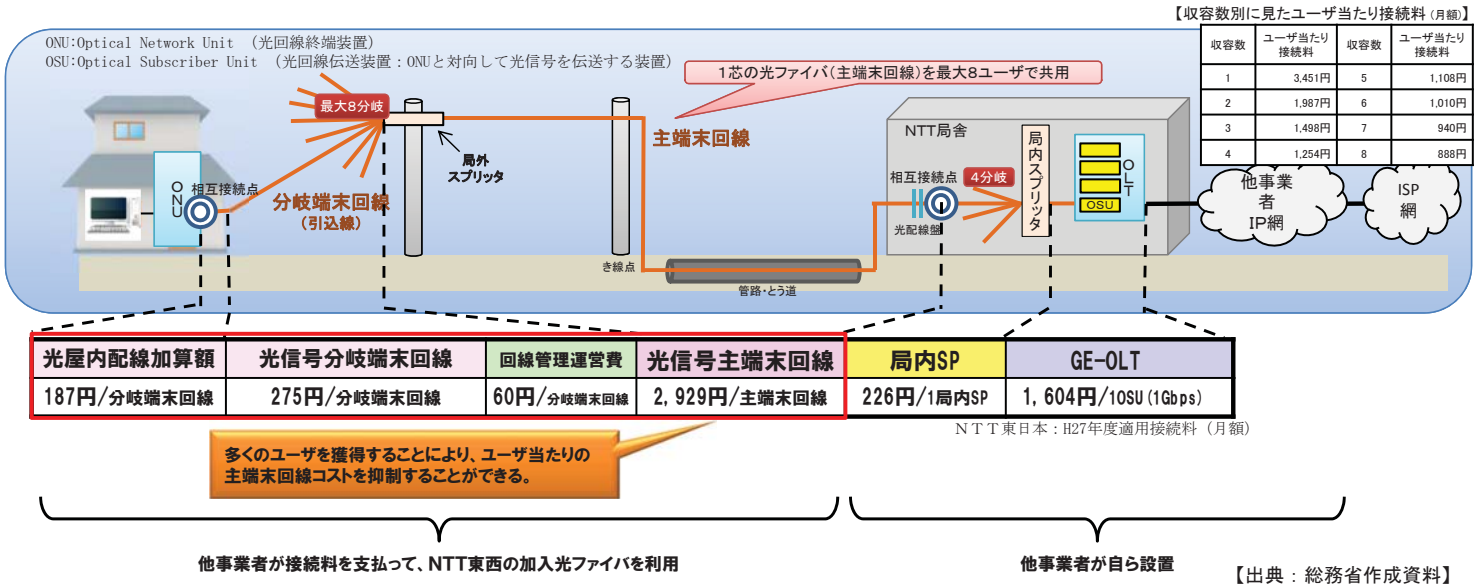 【収容数別に見たユーザ当たり接続料(月額)】
収容数 ユーザ当たり接続料 収容数 ユーザ当たり接続料
1 3,451円 5 1,108円
2 1,987円 6 1,010円
3 1,498円 7 940円
4 1,254円 8 888円
ONU:Optical Network Unit （光回線終端装置）
OSU:Optical Subscriber Unit （光回線伝送装置：ONUと対向して光信号を伝送する装置）
1芯の光ファイバ(主端末回線)を最大8ユーザで共用
最大8分岐
主端末回線
局外
スプリッタ
ONU
相互接続点
分岐端末回線
(引込線)
き線点
管路・とう道
NTT局舎
相互接続点
光配線盤
4分岐
局内スプリッタ
OLT
OSU
他事業
者
IP網
ISP
網
光屋内配線加算額 光信号分岐端末回線 回線管理運営費 光信号主端末回線 局内SP GE-OLT
187円/分岐端末回線 275円/分岐端末回線 60円/分岐端末回線 2,929円/主端末回線 226円/1局内SP 1,604円/1OSU(1Gbps)
ＮＴＴ東日本：H27年度適用接続料（月額）
多くのユーザを獲得することにより、ユーザ当たりの
主端末回線コストを抑制することができる。
他事業者が接続料を支払って、NTT東西の加入光ファイバを利用
他事業者が自ら設置
【出典：総務省作成資料】